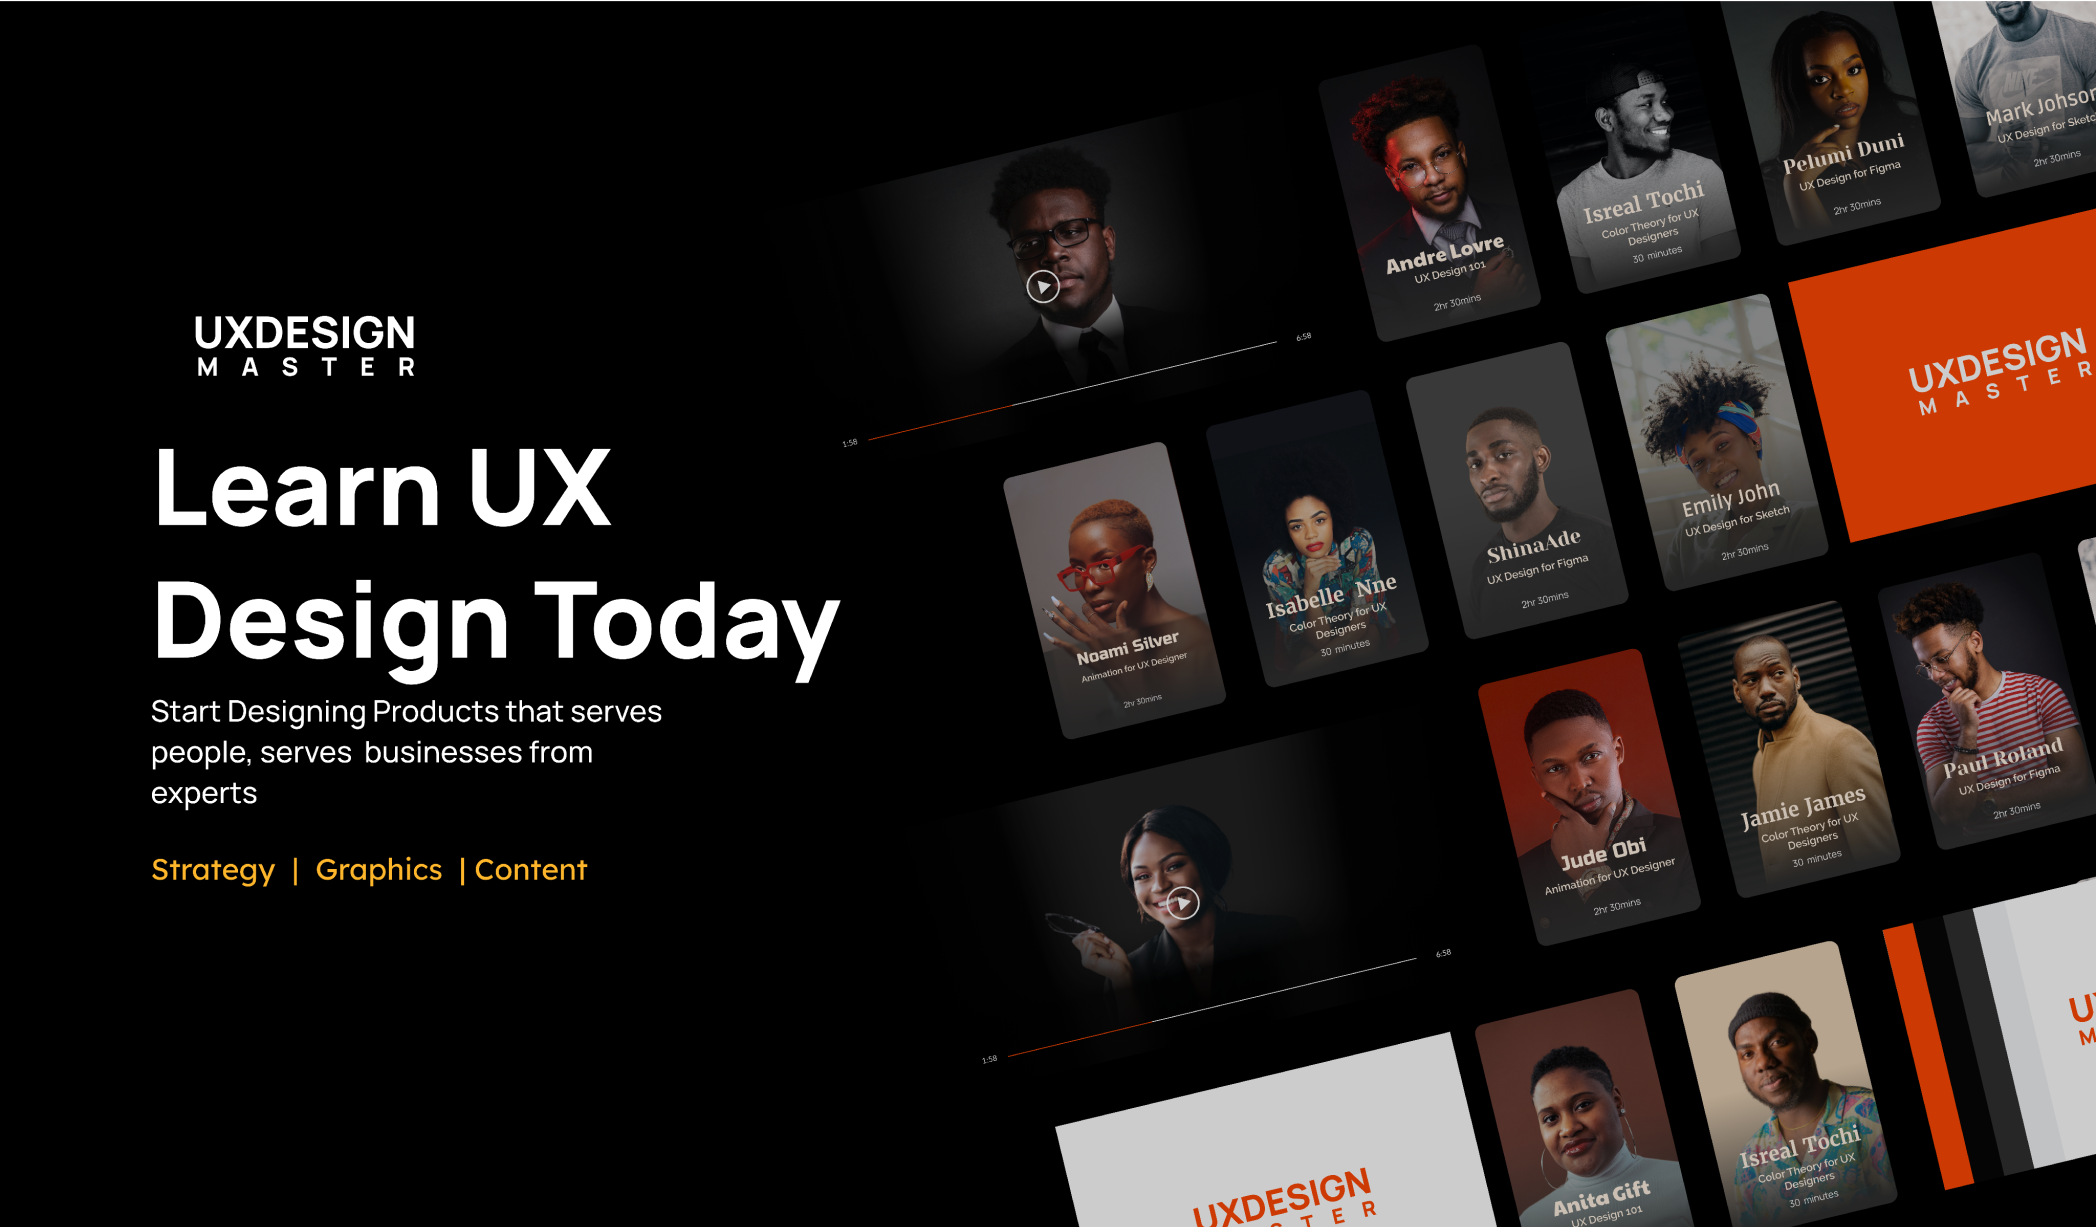 UXDESIGN
MASTER
Learn UX
Design Today
Start Designing Products that serves
people, serves businesses from
experts
Strategy | Graphics | Content
1:58
6:58
Andre Lovre
UX Design 101
2hr 30mins
Isreal Tochi
Color Theory for UX
Designers
30 minutes
Pelumi Duni
UX Design for Figma
2hr 30mins
Mark Johson
UX Design for Sketc
2hr 30mins
Noami Silver
Animation for UX Designer
2hr 30mins
Isabelle Nne
Color Theory for UX
Designers
30 minutes
ShinaAde
UX Design for Figma
2hr 30mins
Emily John
UX Design for Sketch
2hr 30mins
UXDESIGN
MASTER
1:58
6:58
Jude Obi
Animation for UX Designer
2hr 30mins
Jamie James
Color Theory for UX
Designers
30 minutes
Paul Roland
UX Design for Figma
2hr 30mins
UXDESIGN
STER
Anita Gift
UX Design 101
Isreal Tochi
Color Theory for UX
Designers
30 minutes
U
M